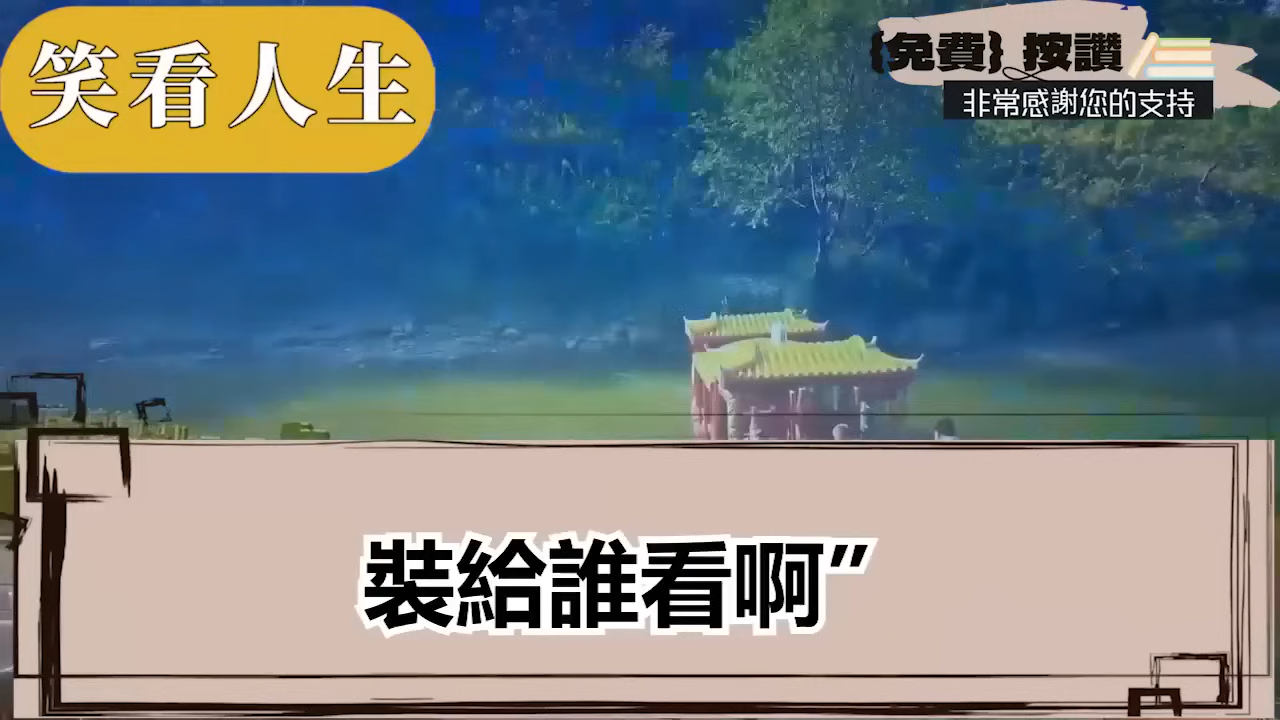 笑看人生
{免費} 按讚
非常感謝您的支持
裝給誰看啊”